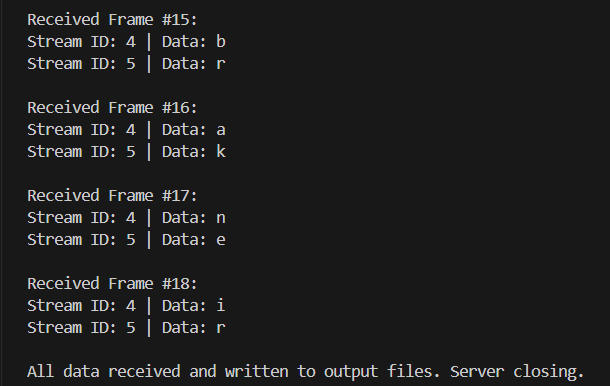 Received Frame #15:
Stream ID: 4 | Data: b
Stream ID: 5 | Data: r
Received Frame #16:
Stream ID: 4 | Data: a
Stream ID: 5 | Data: k
Received Frame #17:
Stream ID: 4 | Data: n
Stream ID: 5 | Data: e
Received Frame #18:
Stream ID: 4 | Data: i
Stream ID: 5 | Data: r
All data received and written to output files. Server closing.